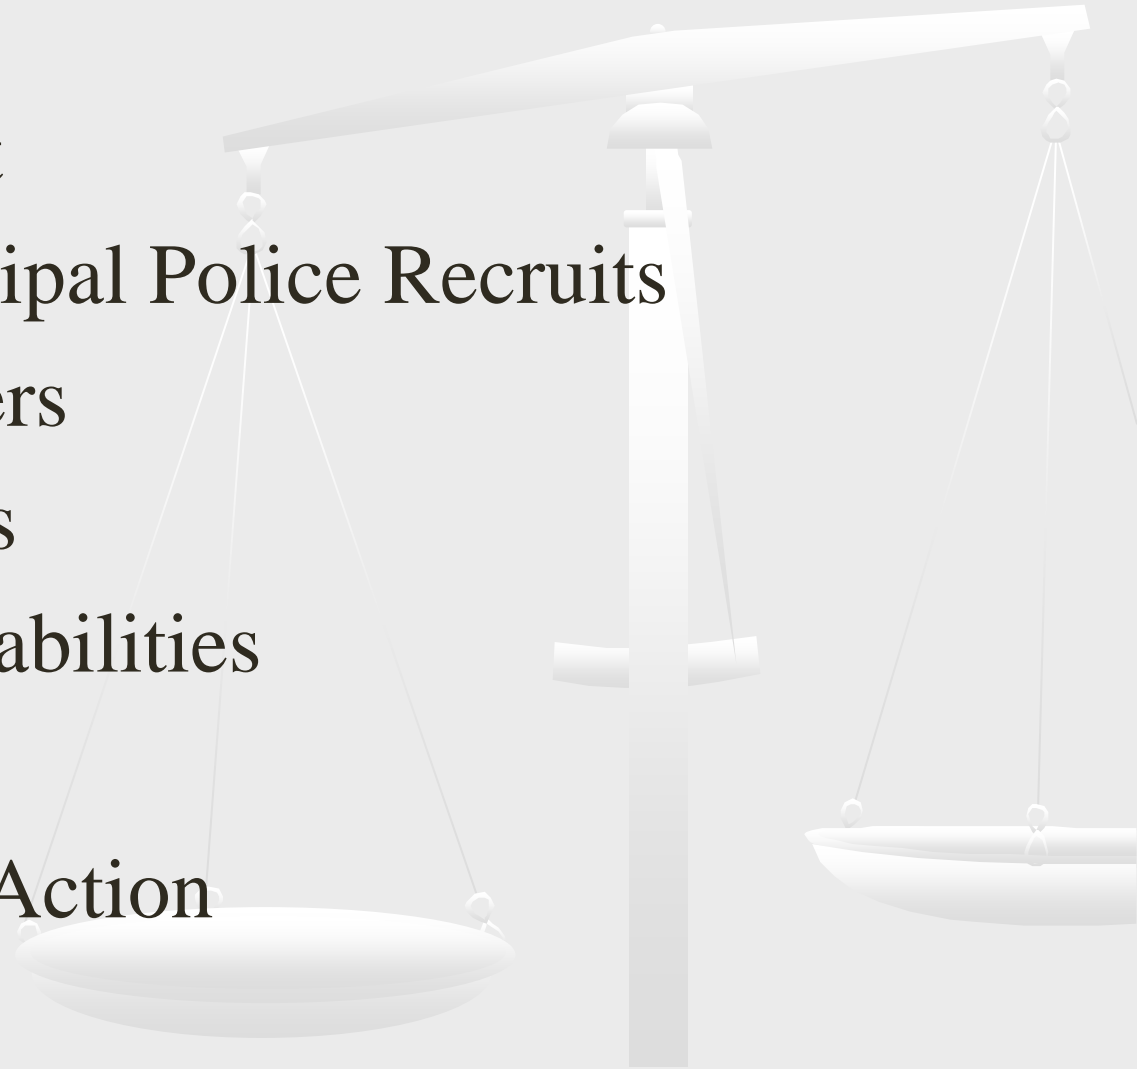 t
ipal Police Recruits
ers
s
abilities
Action